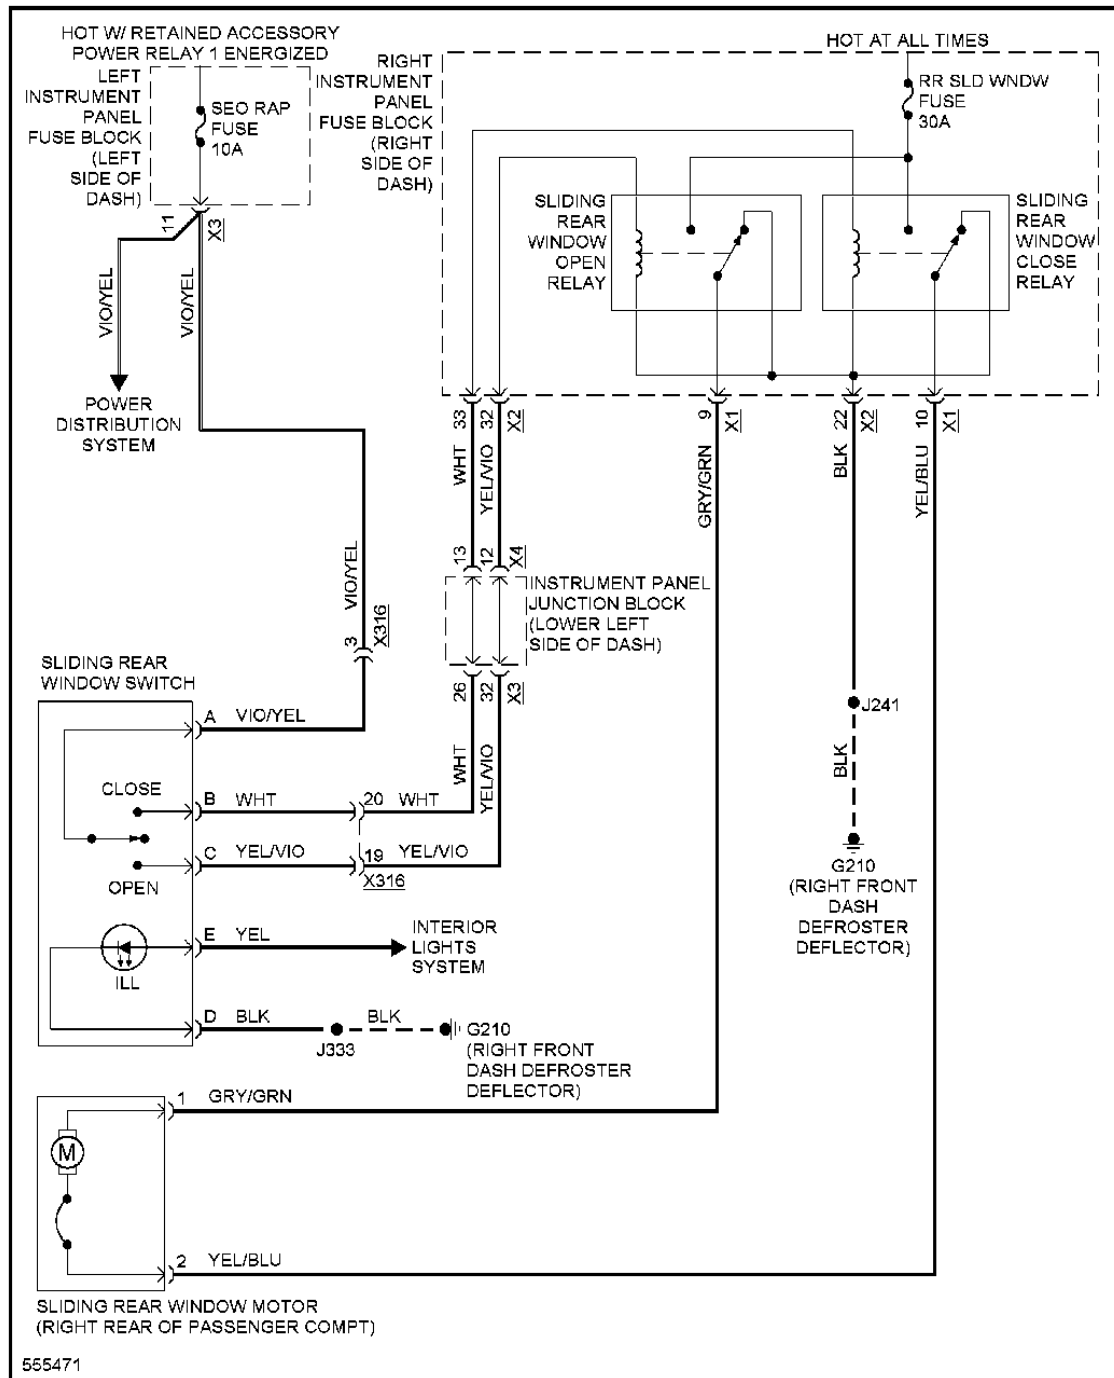 HOT W/ RETAINED ACCESSORY
POWER RELAY 1 ENERGIZED
LEFT
INSTRUMENT
PANEL
FUSE BLOCK
(LEFT
SIDE OF
DASH)
SEO RAP
FUSE
10A
11
X3
VIO/YEL
VIO/YEL
POWER
DISTRIBUTION
SYSTEM
RIGHT
INSTRUMENT
PANEL
FUSE BLOCK
(RIGHT
SIDE OF
DASH)
HOT AT ALL TIMES
RR SLD WNDW
FUSE
30A
SLIDING
REAR
WINDOW
OPEN
RELAY
SLIDING
REAR
WINDOW
CLOSE
RELAY
33
32
X2
9
X1
22
X2
10
X1
WHT
YEL/VIO
GRY/GRN
BLK
YEL/BLU
13
12
X4
INSTRUMENT PANEL
JUNCTION BLOCK
(LOWER LEFT
SIDE OF DASH)
26
32
X3
WHT
YEL/VIO
VIO/YEL
3
X316
J241
BLK
G210
(RIGHT FRONT
DASH
DEFROSTER
DEFLECTOR)
SLIDING REAR
WINDOW SWITCH
A VIO/YEL
CLOSE
B WHT 20 WHT
C YEL/VIO 19 YEL/VIO
X316
OPEN
E YEL
INTERIOR
LIGHTS
SYSTEM
ILL
D BLK BLK
J333
G210
(RIGHT FRONT
DASH DEFROSTER
DEFLECTOR)
1 GRY/GRN
M
2 YEL/BLU
SLIDING REAR WINDOW MOTOR
(RIGHT REAR OF PASSENGER COMPT)
555471